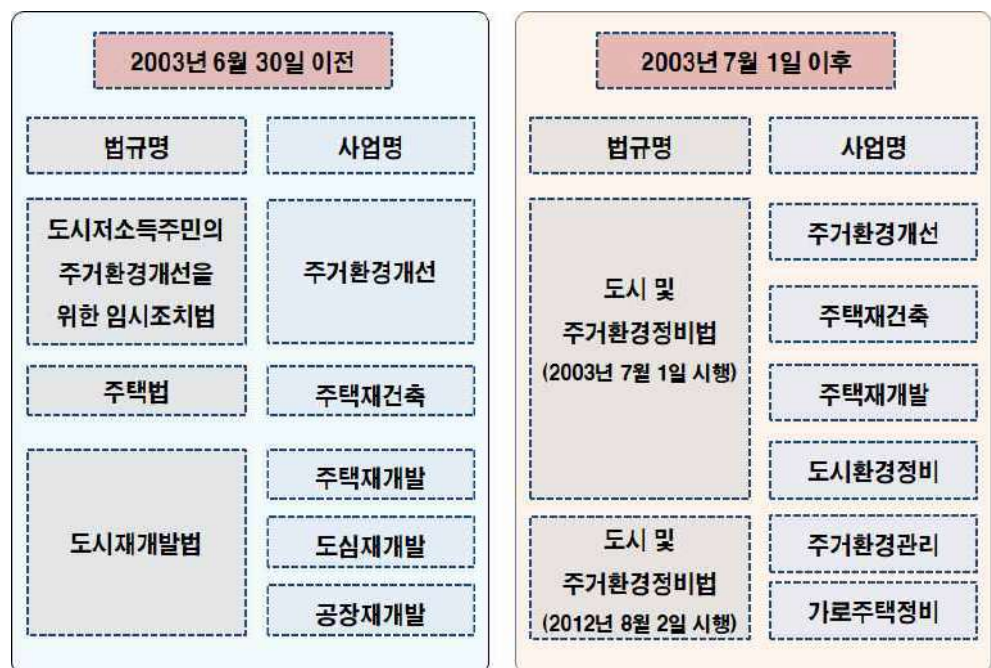 2003년 6월 30일 이전
법규명
사업명
도시저소득주민의
주거환경개선을
위한 임시조치법
주거환경개선
주택법
주택재건축
도시재개발법
주택재개발
도심재개발
공장재개발
2003년 7월 1일 이후
법규명
사업명
도시 및
주거환경정비법
(2003년 7월 1일 시행)
주거환경개선
주택재건축
주택재개발
도시환경정비
도시 및
주거환경정비법
(2012년 8월 2일 시행)
주거환경관리
가로주택정비